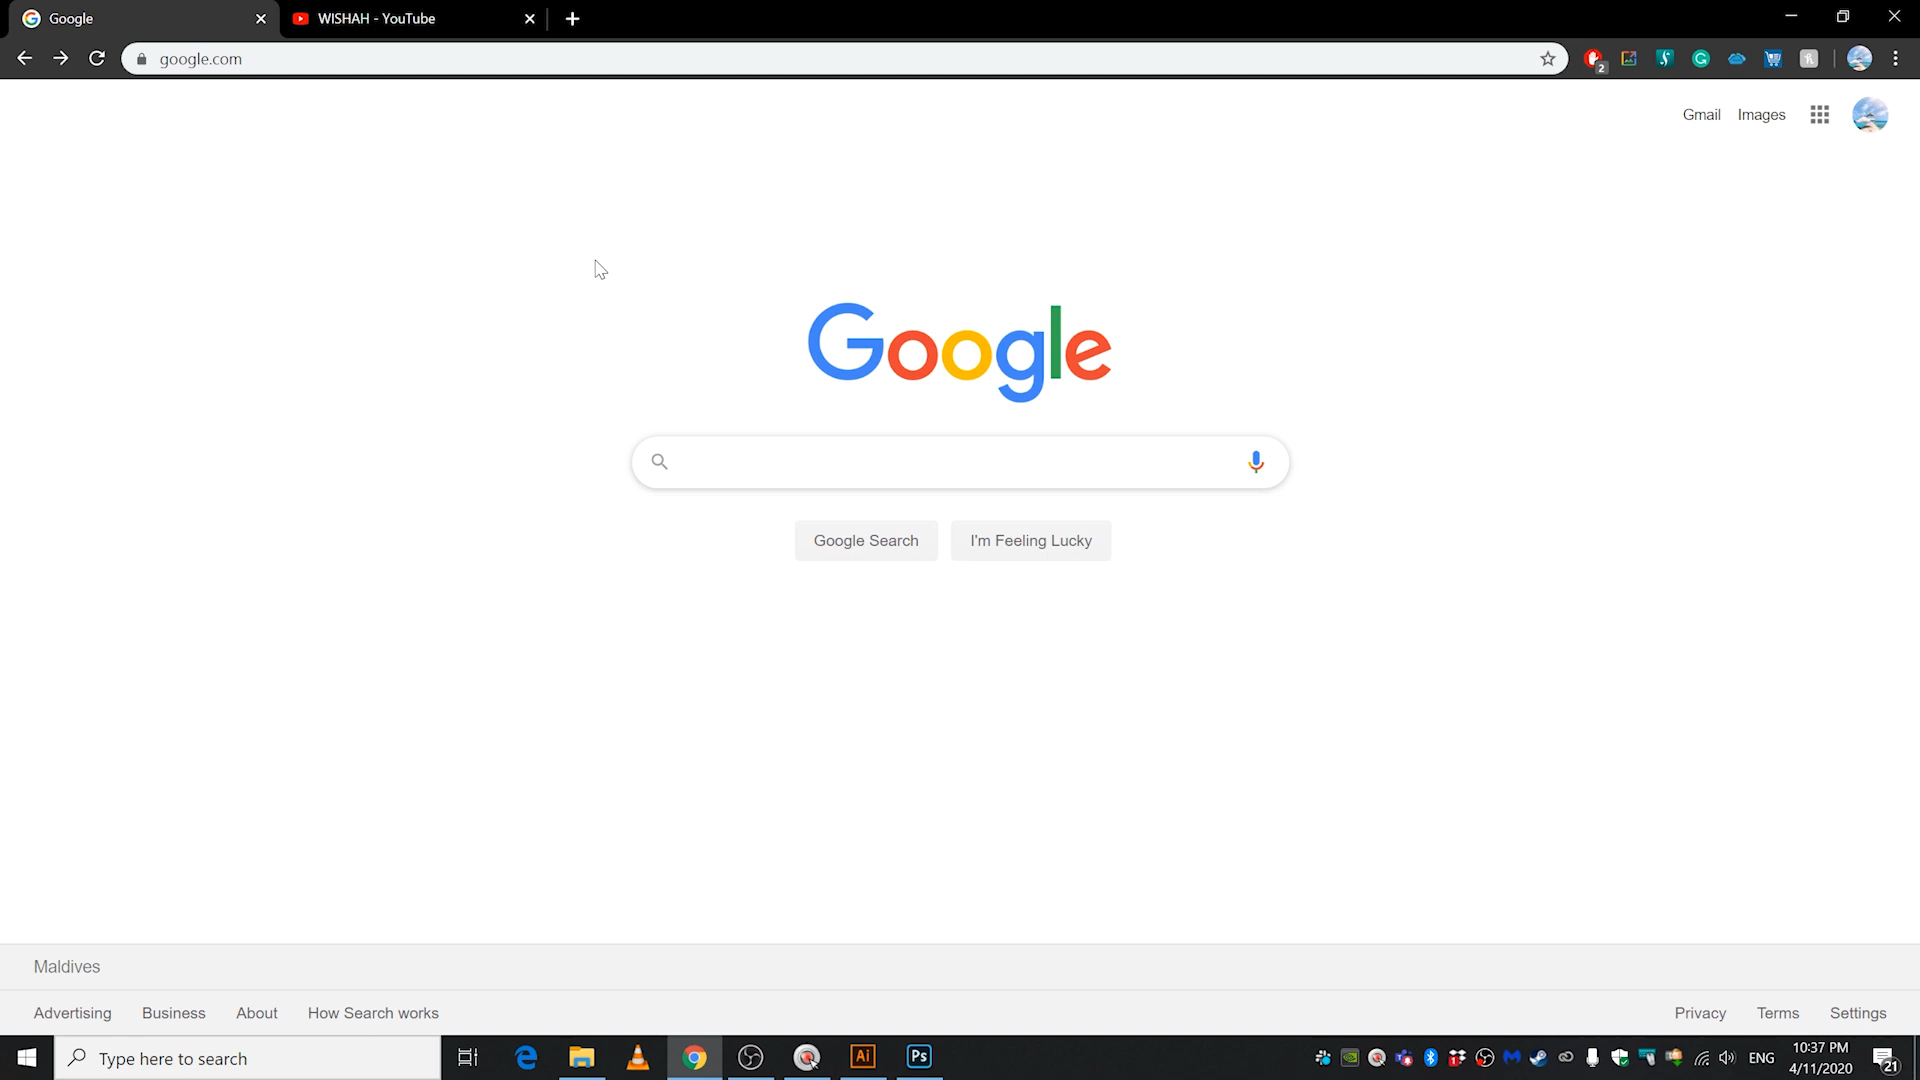 Google
WISHAH - YouTube
google.com
2
Gmail
Images
Google
Google Search
I'm Feeling Lucky
Maldives
Advertising
Business
About
How Search works
Privacy
Terms
Settings
Type here to search
Ai
Ps
ENG
10:37 PM
4/11/2020
21